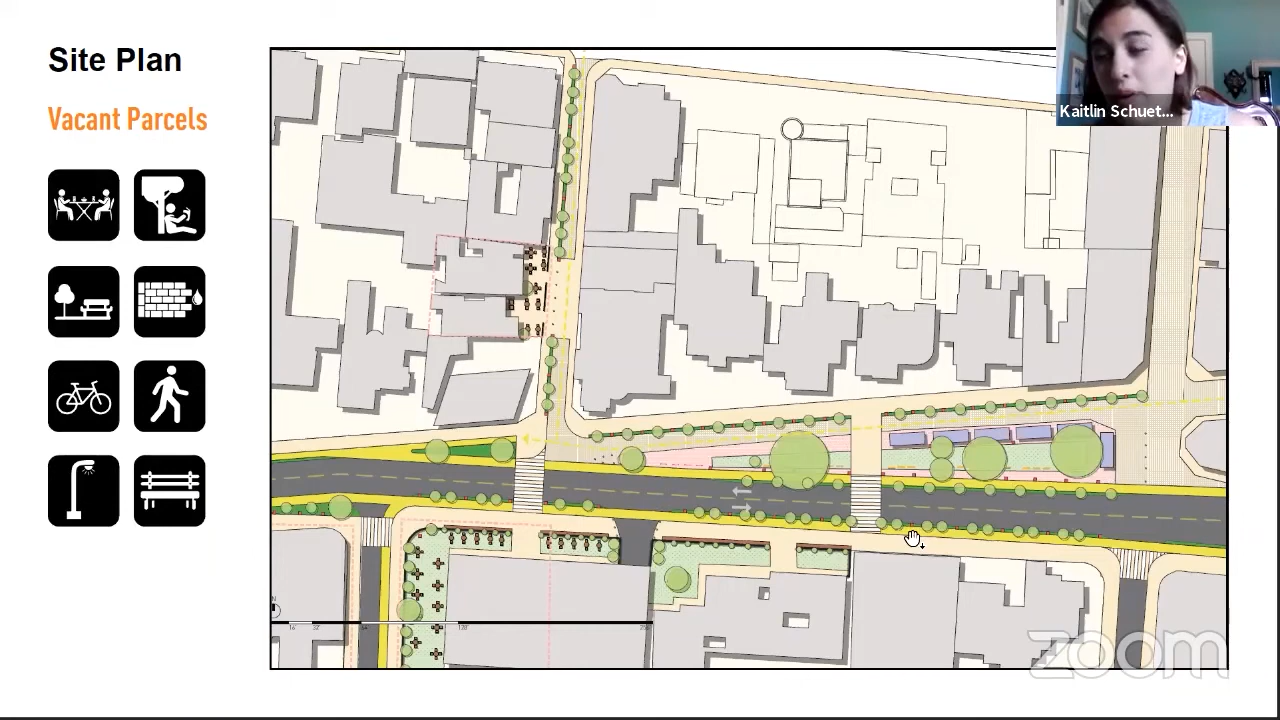 Site Plan
Vacant Parcels
Kaitlin Schuet...
N
zoom